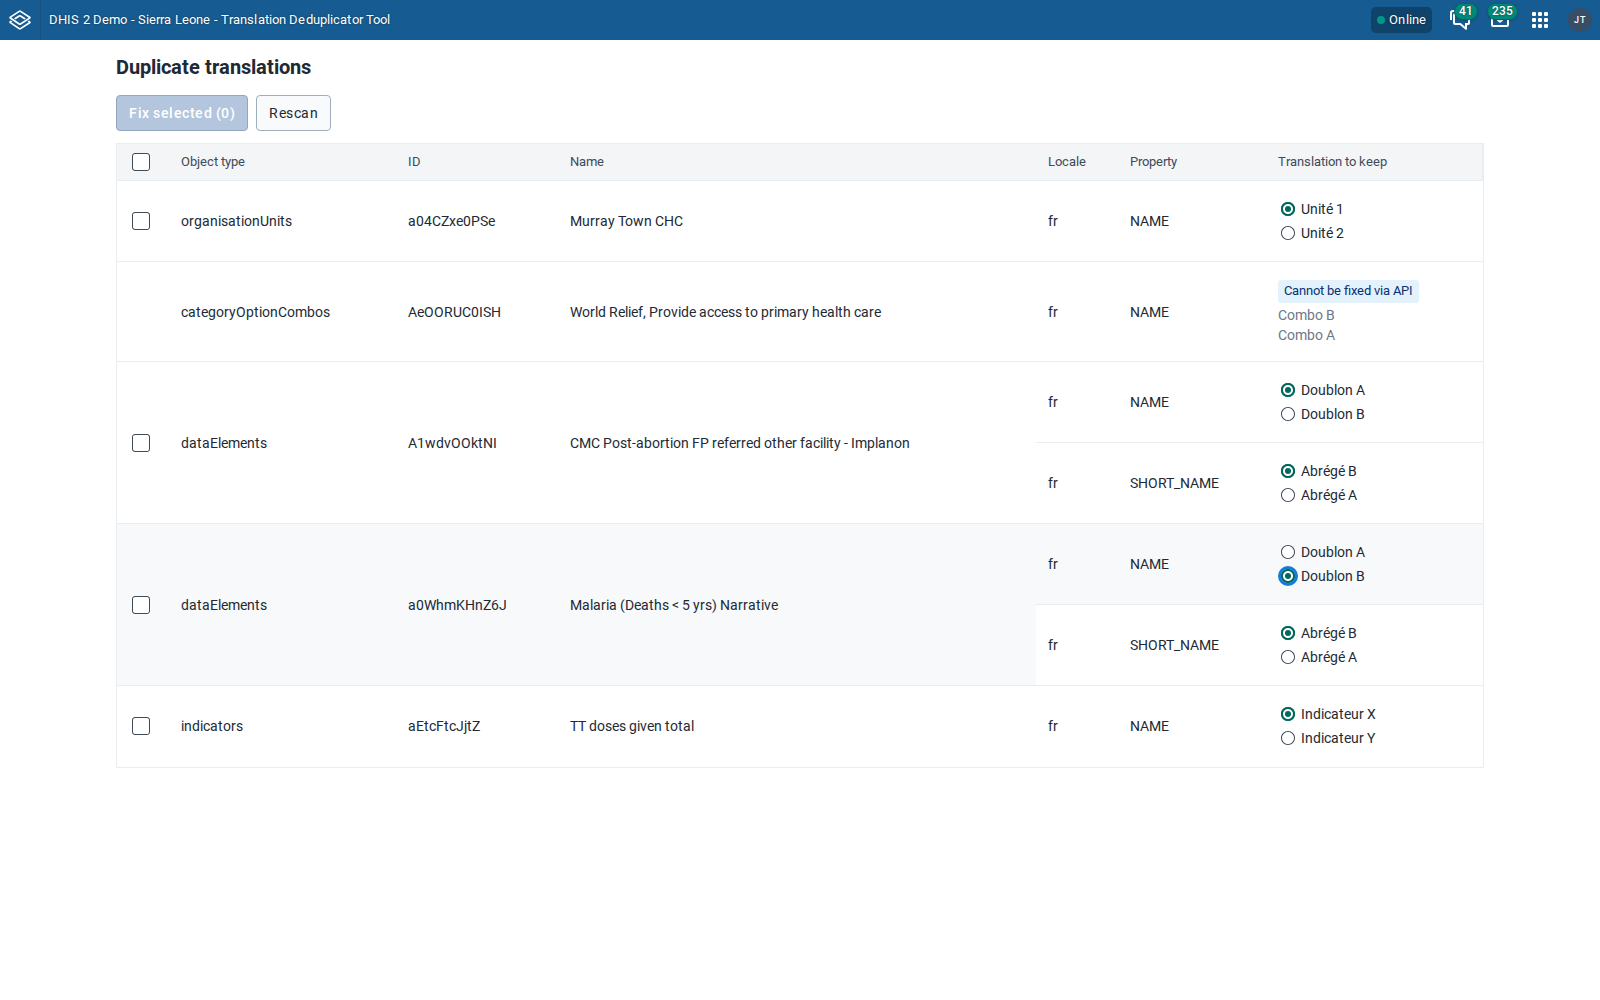 DHIS 2 Demo - Sierra Leone - Translation Deduplicator Tool
Online
41
235
JT
Duplicate translations
Fix selected (0)
Rescan
Object type ID Name Locale Property Translation to keep
organisationUnits a04CZxe0PSe Murray Town CHC fr NAME
Unité 1
Unité 2
categoryOptionCombos AeOORUC0ISH World Relief, Provide access to primary health care fr NAME
Cannot be fixed via API
Combo B
Combo A
dataElements A1wdvOOktNI CMC Post-abortion FP referred other facility - Implanon
fr NAME
Doublon A
Doublon B
fr SHORT_NAME
Abrégé B
Abrégé A
dataElements a0WhmKHnZ6J Malaria (Deaths < 5 yrs) Narrative
fr NAME
Doublon A
Doublon B
fr SHORT_NAME
Abrégé B
Abrégé A
indicators aEtcFtcJjtZ TT doses given total fr NAME
Indicateur X
Indicateur Y